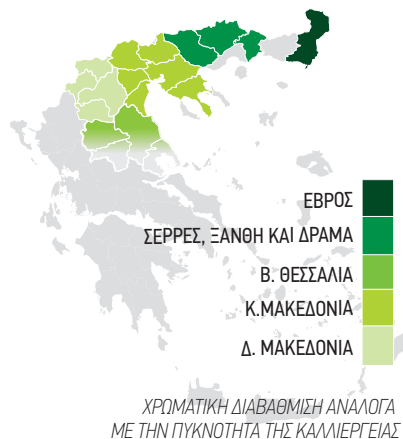 ΕΒΡΟΣ
ΣΕΡΡΕΣ, ΞΑΝΘΗ ΚΑΙ ΔΡΑΜΑ
Β. ΘΕΣΣΑΛΙΑ
Κ.ΜΑΚΕΔΟΝΙΑ
Δ. ΜΑΚΕΔΟΝΙΑ
ΧΡΩΜΑΤΙΚΗ ΔΙΑΒΑΘΜΙΣΗ ΑΝΑΛΟΓΑ
ΜΕ ΤΗΝ ΠΥΚΝΟΤΗΤΑ ΤΗΣ ΚΑΛΛΙΕΡΓΕΙΑΣ